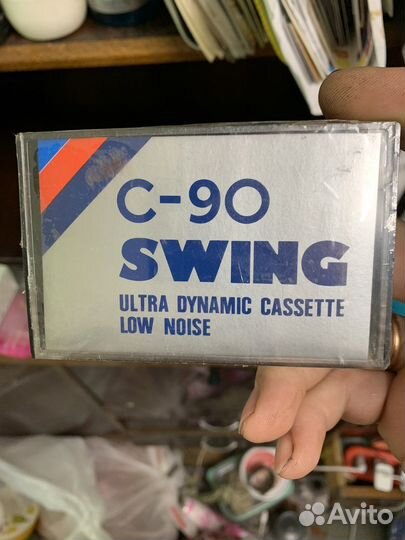 C-90
SWING
ULTRA DYNAMIC CASSETTE
LOW NOISE
Avito